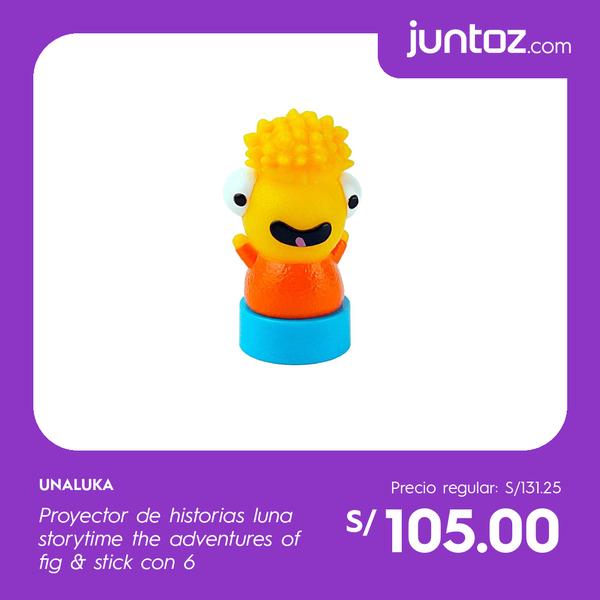 juntoz.com
UNALUKA
Proyector de historias luna
storytime the adventures of
fig & stick con 6
Precio regular: S/131.25
S/105.00